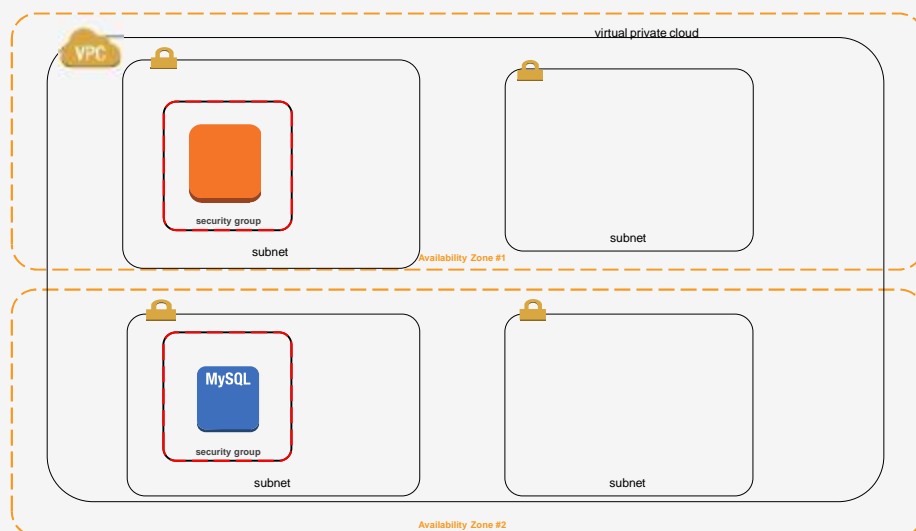 virtual private cloud
VPC
security group
subnet
subnet
Availability Zone #1
MySQL
security group
subnet
subnet
Availability Zone #2